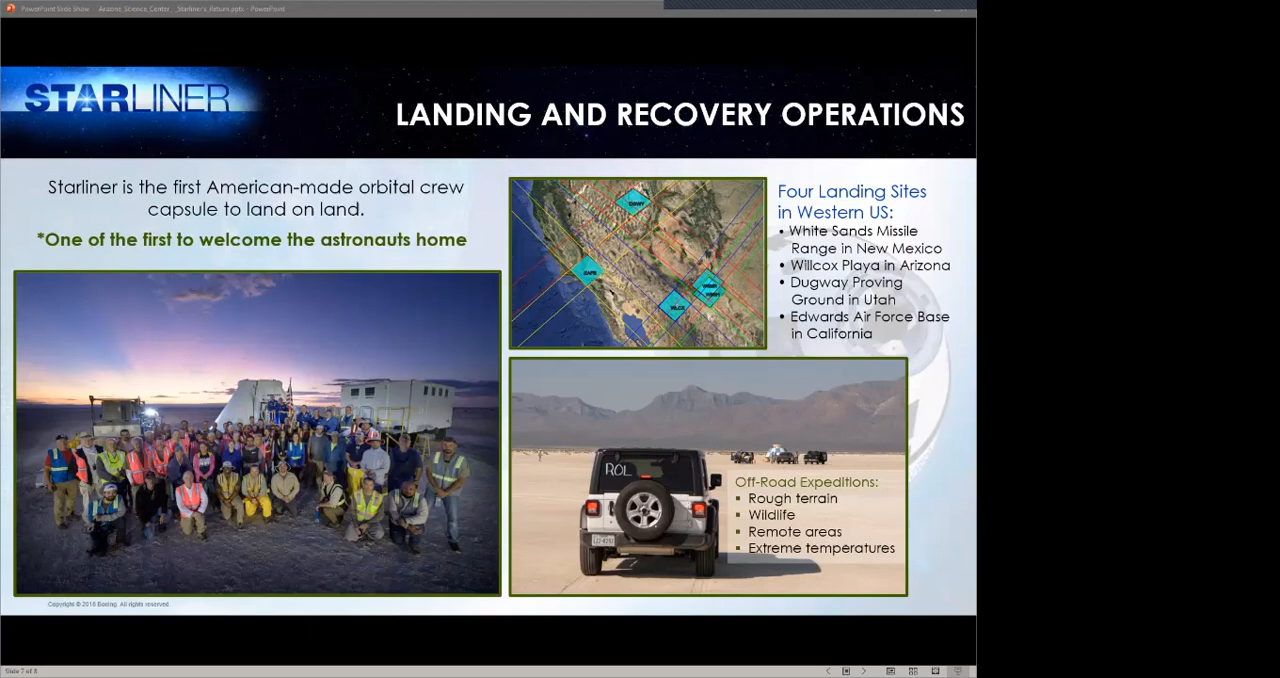 PowerPoint Slide Show - Arizona_Science_Center__Starliner's_Return.pptx - PowerPoint
STARLINER
LANDING AND RECOVERY OPERATIONS
Starliner is the first American-made orbital crew
capsule to land on land.
*One of the first to welcome the astronauts home
Four Landing Sites
in Western US:
• White Sands Missile
Range in New Mexico
• Willcox Playa in Arizona
• Dugway Proving
Ground in Utah
• Edwards Air Force Base
in California
ROL
Off-Road Expeditions:
▪ Rough terrain
▪ Wildlife
▪ Remote areas
▪ Extreme temperatures
Copyright © 2016 Boeing. All rights reserved.
Slide 7 of 8